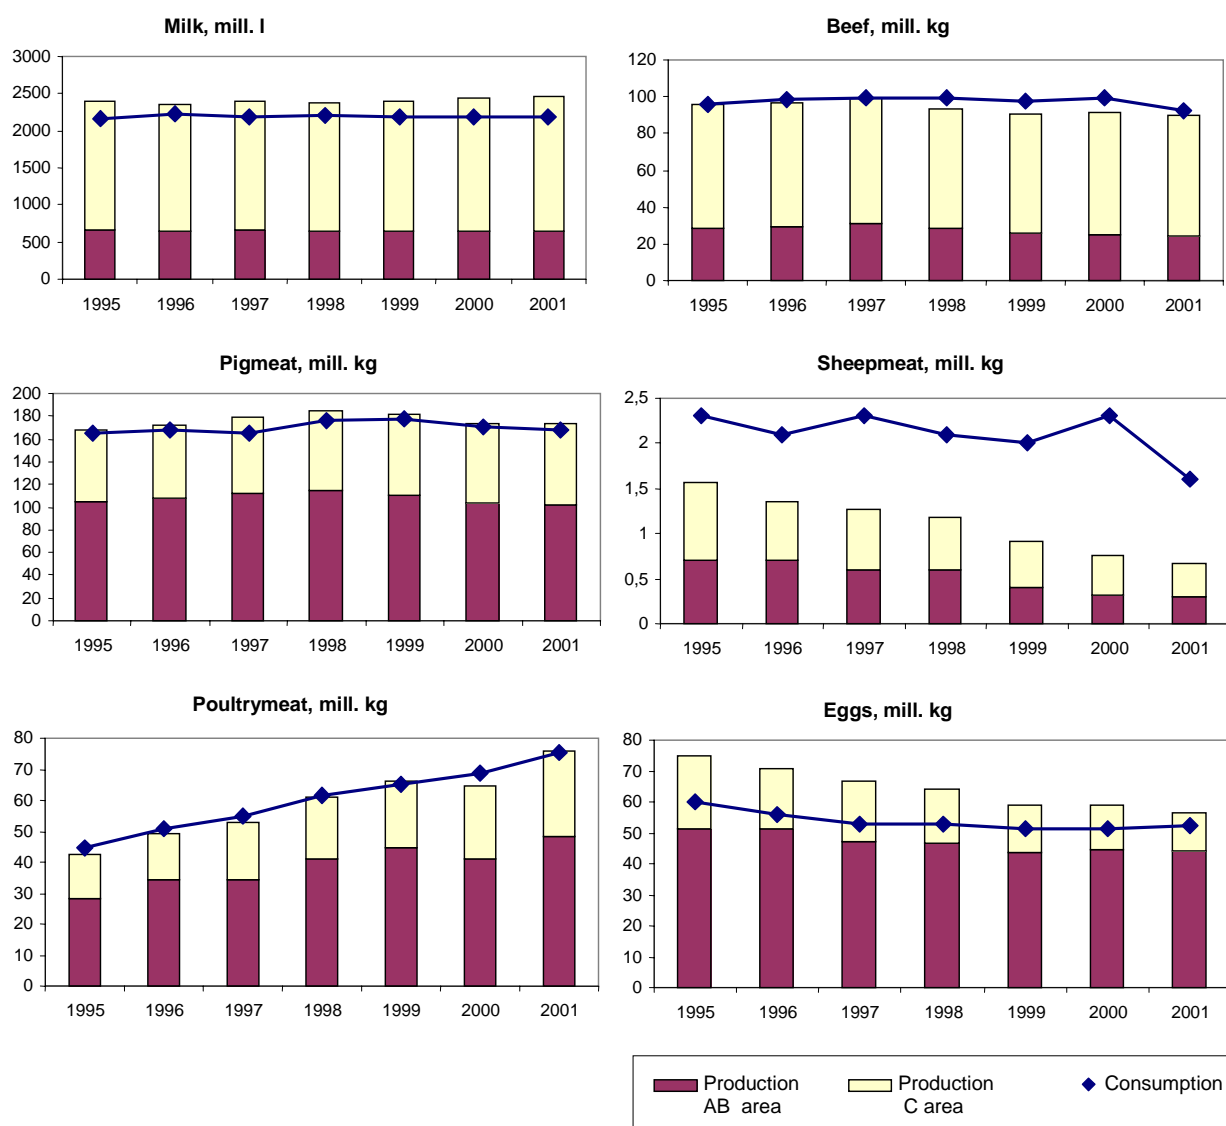 Milk, mill. l
3000
2500
2000
1500
1000
500
0
1995 1996 1997 1998 1999 2000 2001
Beef, mill. kg
120
100
80
60
40
20
0
1995 1996 1997 1998 1999 2000 2001
Pigmeat, mill. kg
200
180
160
140
120
100
80
60
40
20
0
1995 1996 1997 1998 1999 2000 2001
Sheepmeat, mill. kg
2,5
2
1,5
1
0,5
0
1995 1996 1997 1998 1999 2000 2001
Poultrymeat, mill. kg
80
70
60
50
40
30
20
10
0
1995 1996 1997 1998 1999 2000 2001
Eggs, mill. kg
80
70
60
50
40
30
20
10
0
1995 1996 1997 1998 1999 2000 2001
Production
AB area
Production
C area
Consumption